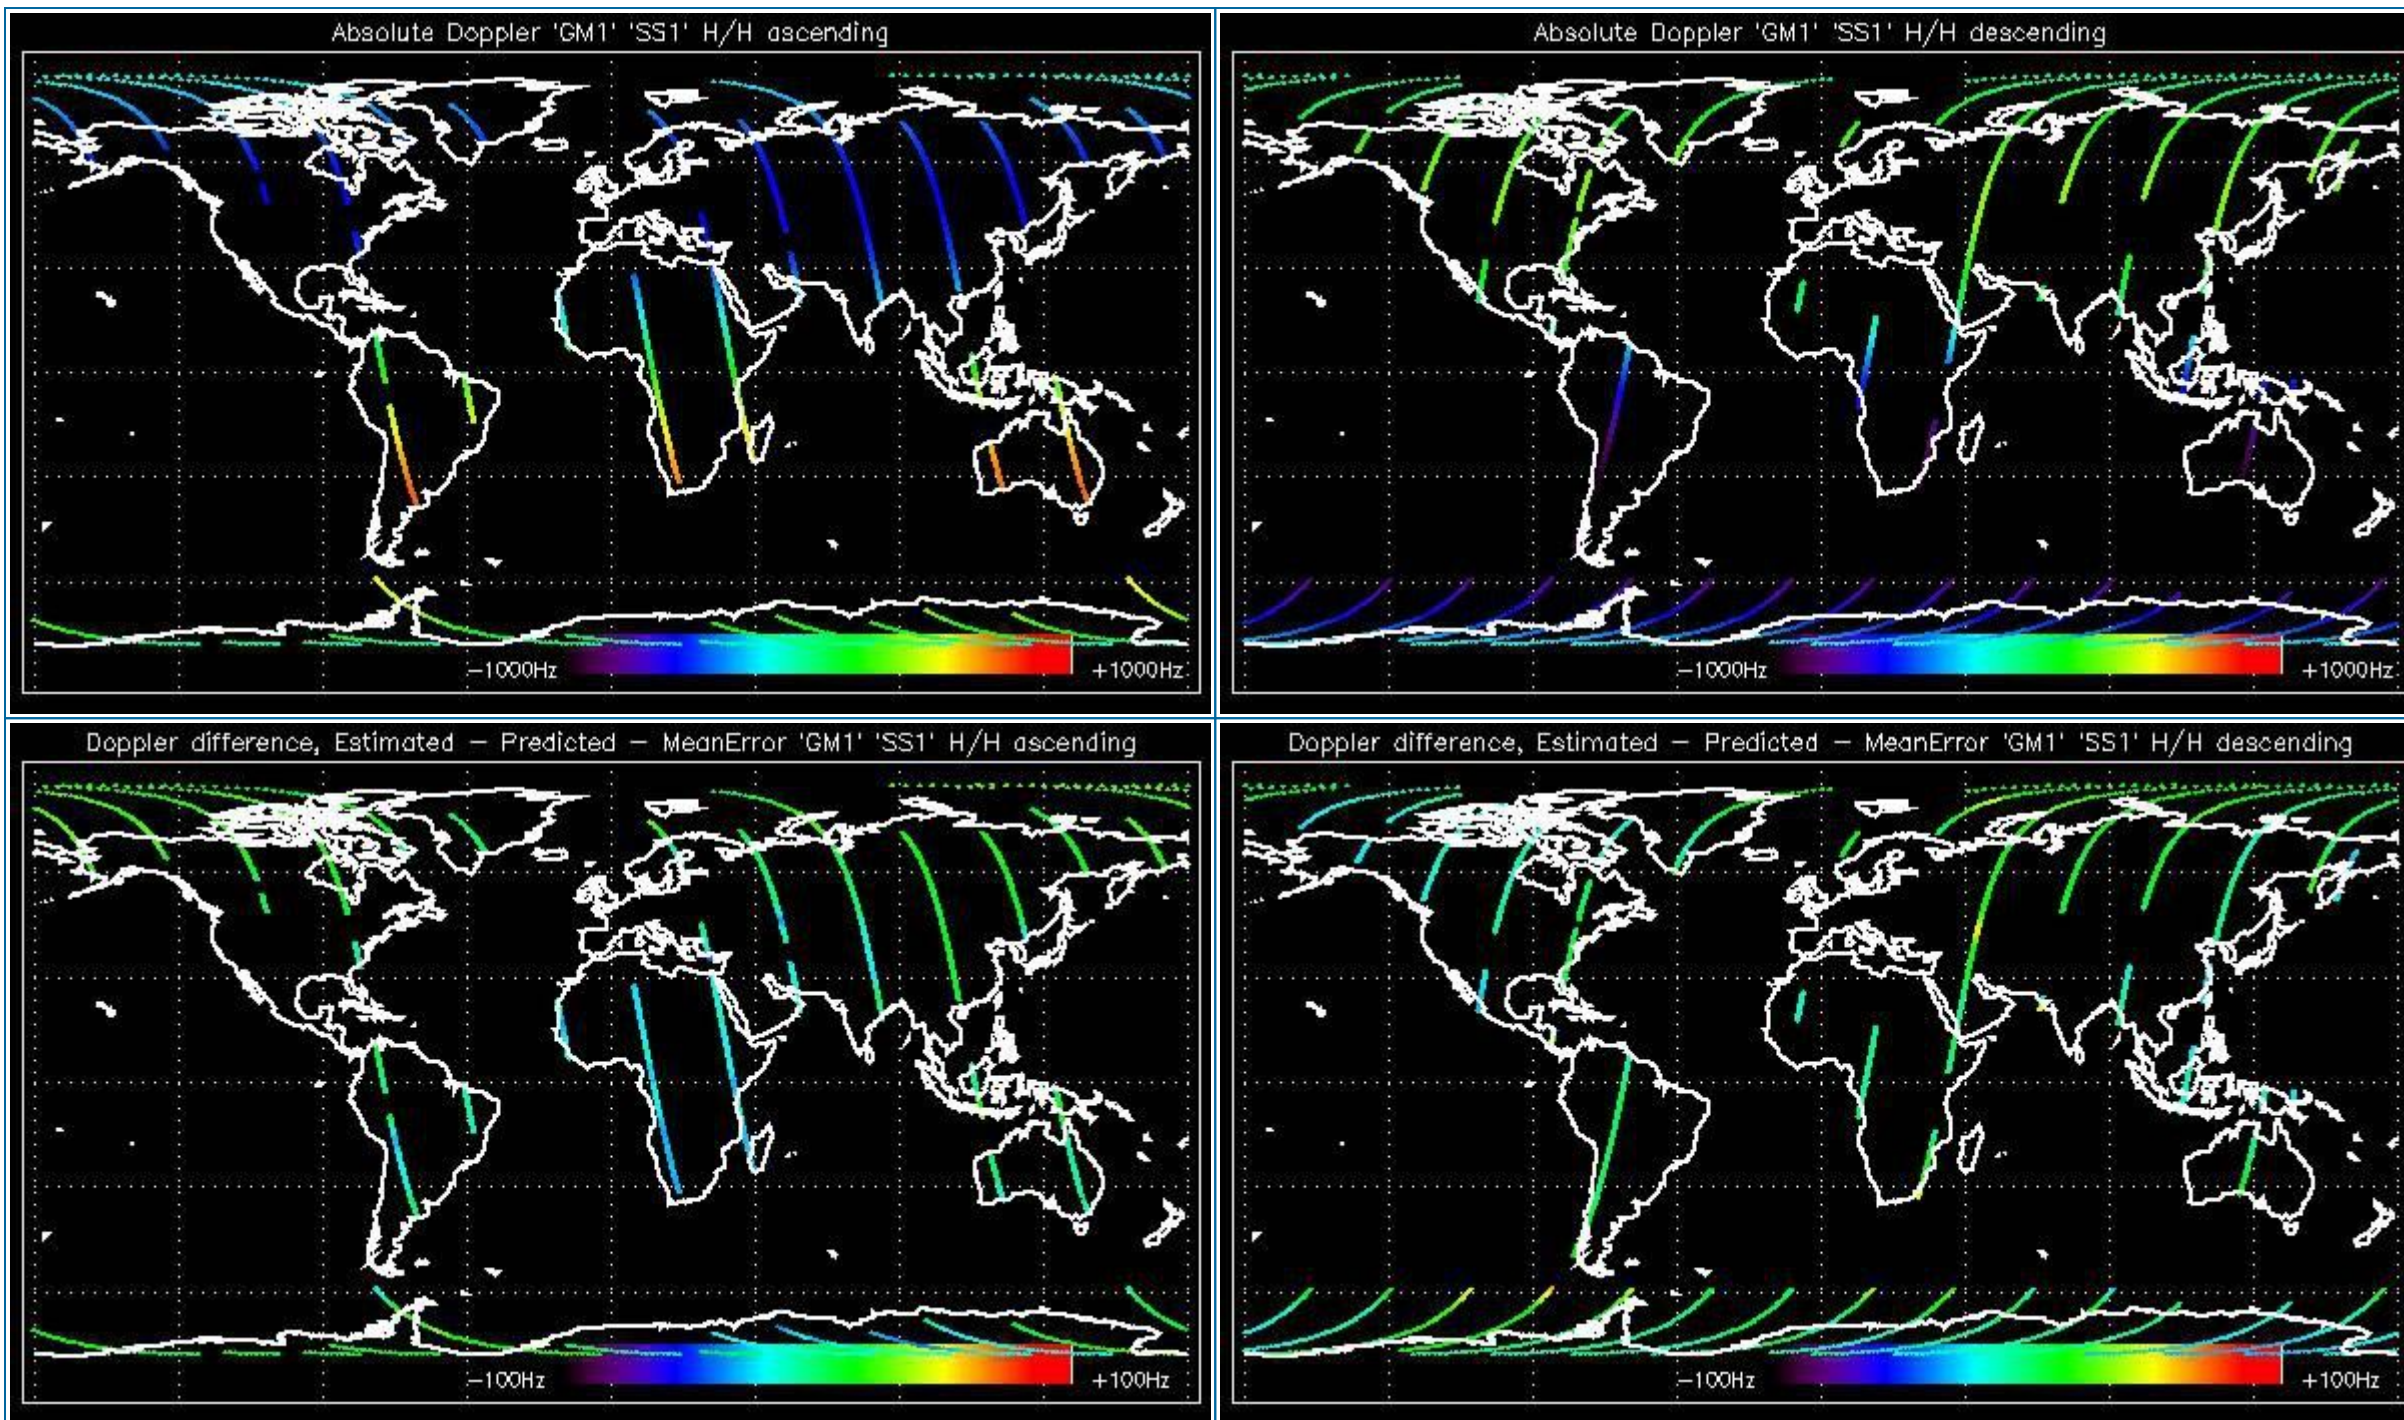 Absolute Doppler 'GM1' 'SS1' H/H ascending
−1000Hz
+1000Hz
Absolute Doppler 'GM1' 'SS1' H/H descending
−1000Hz
+1000Hz
Doppler difference, Estimated − Predicted − MeanError 'GM1' 'SS1' H/H ascending
−100Hz
+100Hz
Doppler difference, Estimated − Predicted − MeanError 'GM1' 'SS1' H/H descending
−100Hz
+100Hz